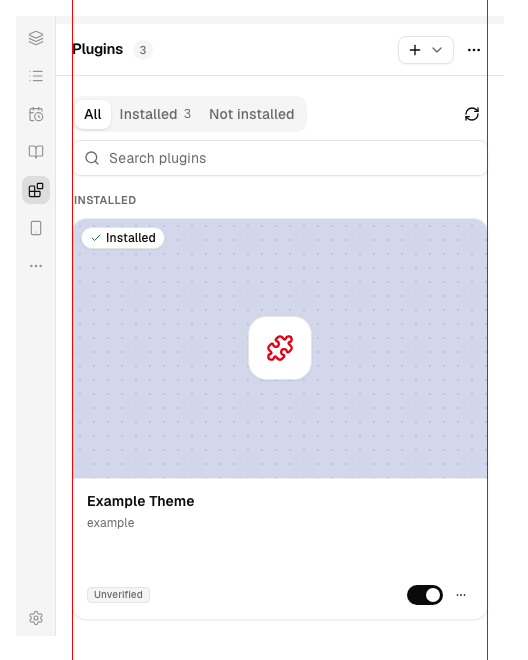 Plugins 3
All Installed 3 Not installed
Search plugins
INSTALLED
Installed
Example Theme
example
Unverified